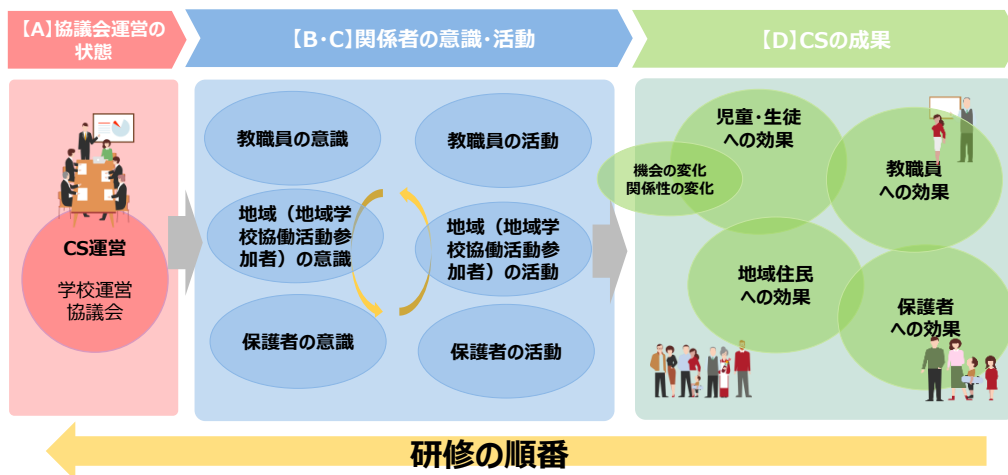 【A】協議会運営の
状態
【B・C】関係者の意識・活動
【D】CSの成果
CS運営
学校運営
協議会
教職員の意識
地域（地域学
校協働活動参
加者）の意識
保護者の意識
教職員の活動
地域（地域学
校協働活動参
加者）の活動
保護者の活動
児童・生徒
への効果
機会の変化
関係性の変化
教職員
への効果
地域住民
への効果
保護者
への効果
研修の順番